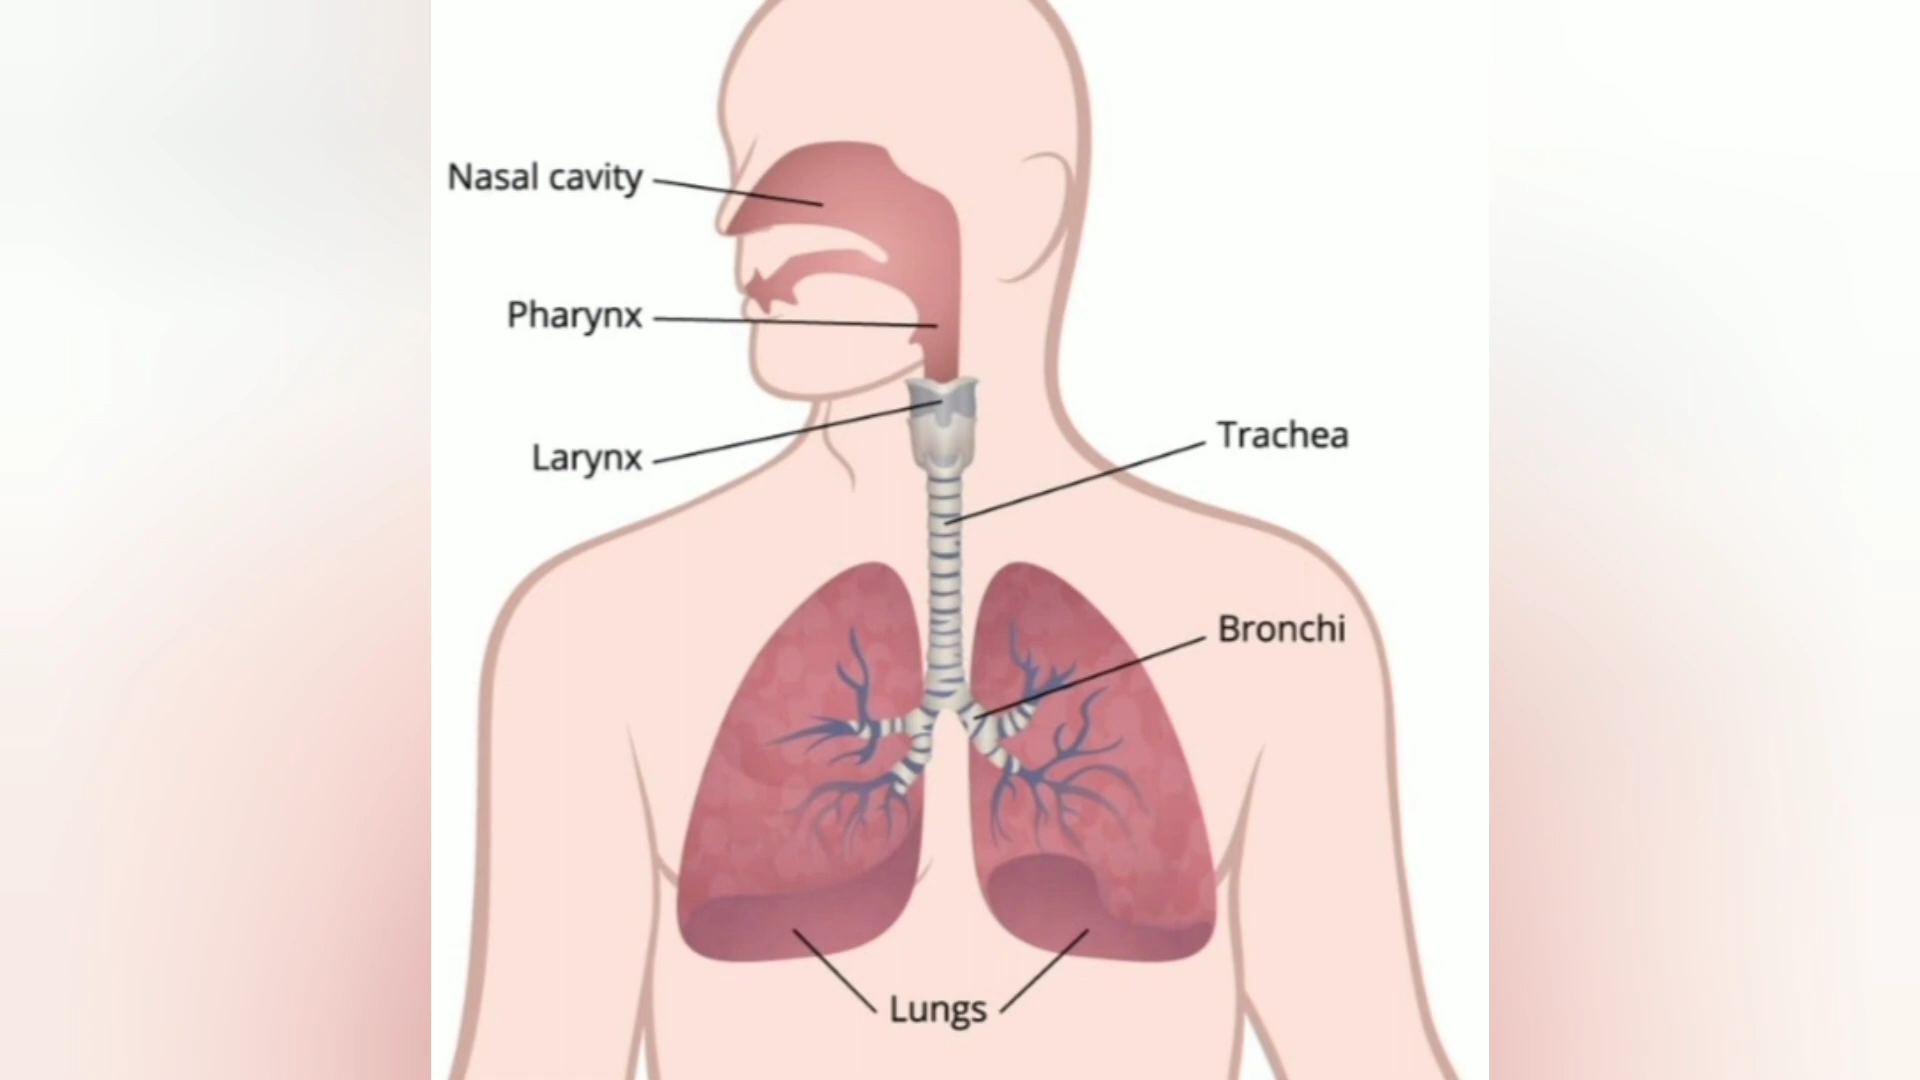 Nasal cavity
Pharynx
Larynx
Trachea
Bronchi
Lungs